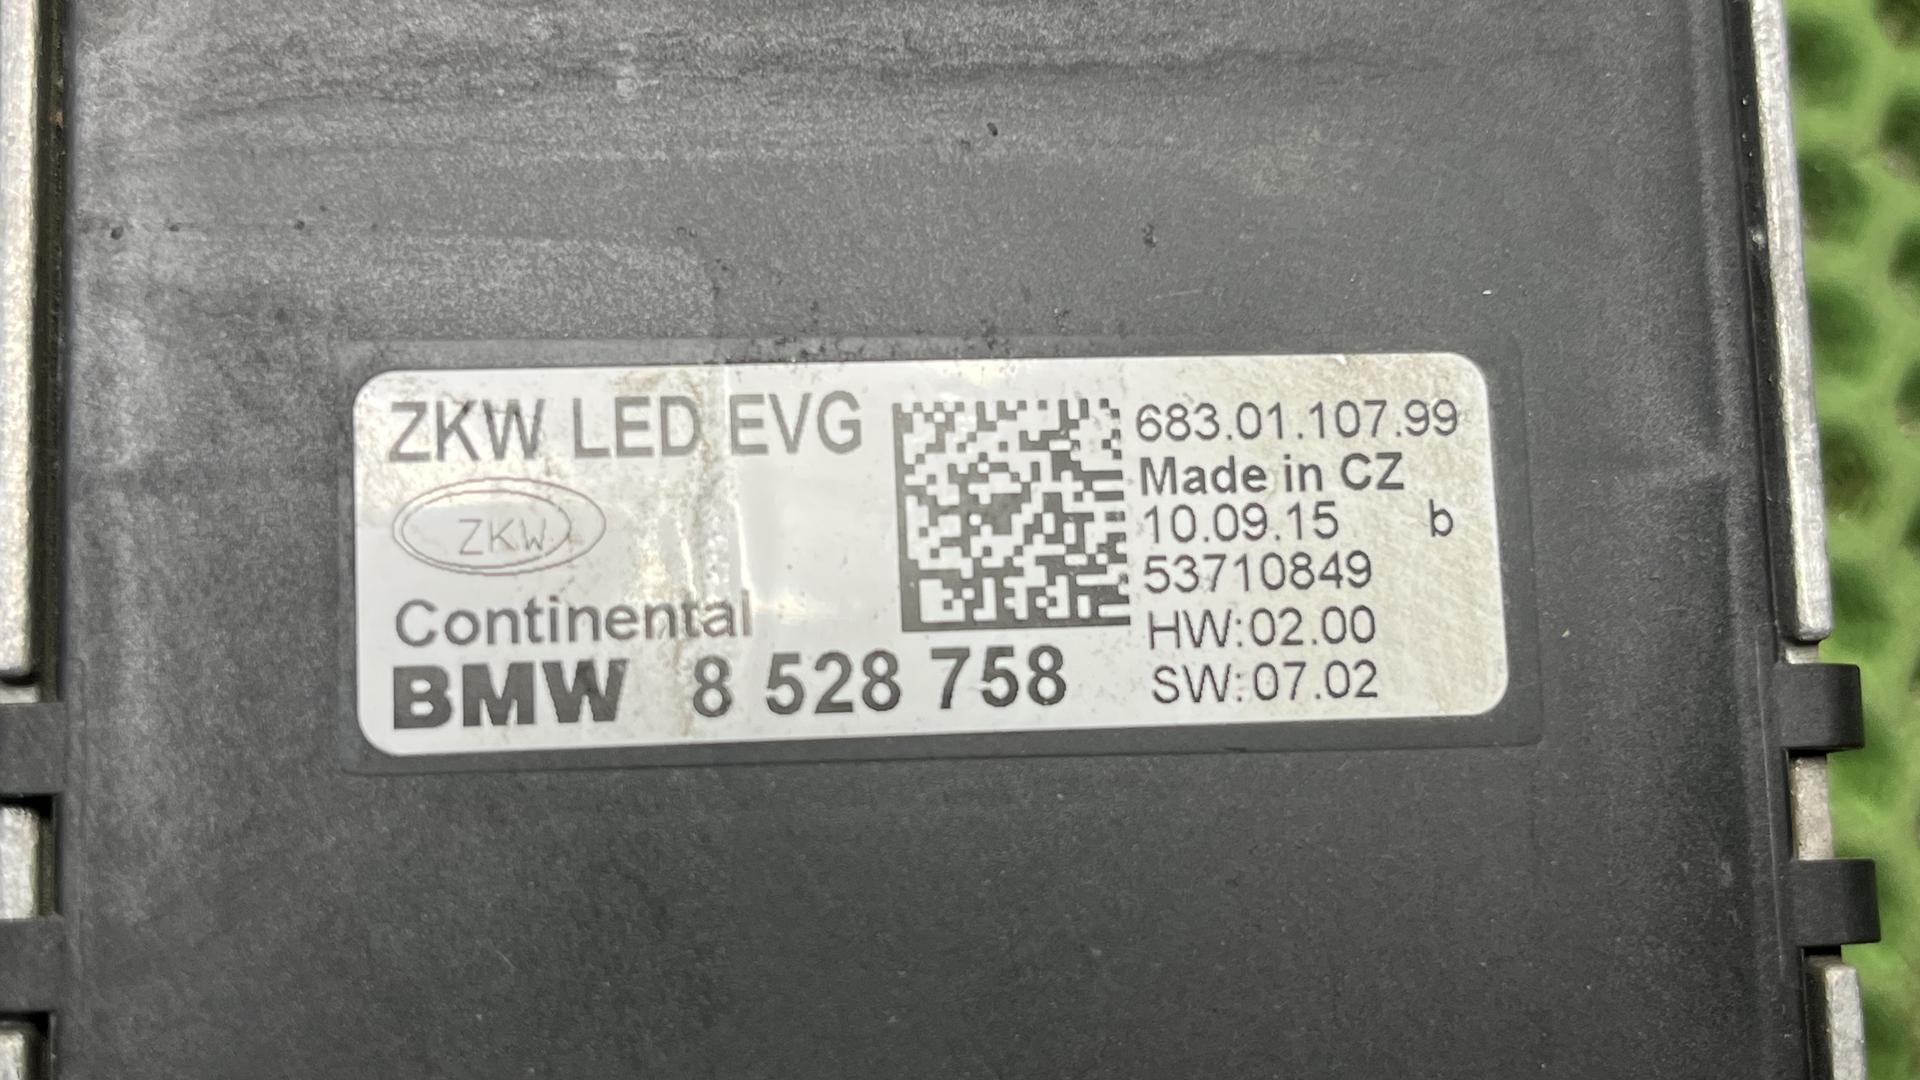 ZKW LED EVG
ZKW
Continental
BMW 8 528 758
683.01.107.99
Made in CZ
10.09.15 b
53710849
HW:02.00
SW:07.02